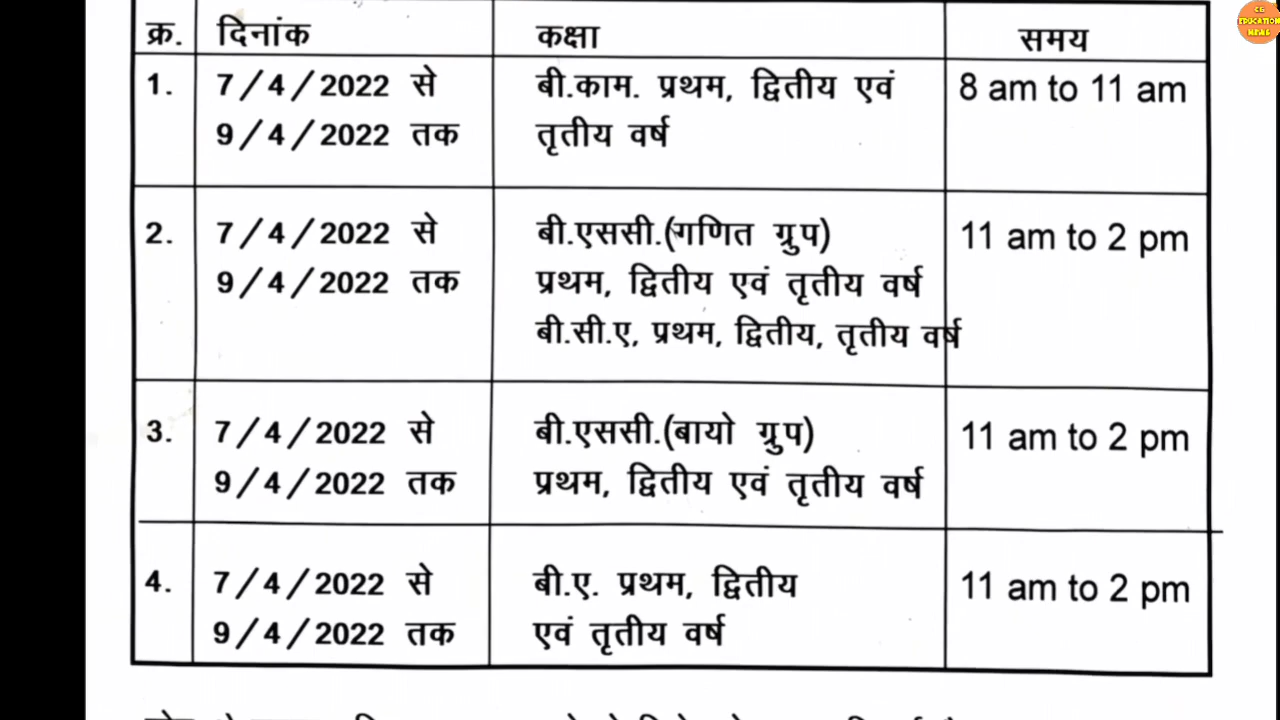 CG
EDUCATION
NEWS
क्र. दिनांक कक्षा समय
1. 7/4/2022 से बी.काम. प्रथम, द्वितीय एवं 8 am to 11 am
9/4/2022 तक तृतीय वर्ष
2. 7/4/2022 से बी.एससी.(गणित ग्रुप) 11 am to 2 pm
9/4/2022 तक प्रथम, द्वितीय एवं तृतीय वर्ष
बी.सी.ए, प्रथम, द्वितीय, तृतीय वर्ष
3. 7/4/2022 से बी.एससी.(बायो ग्रुप) 11 am to 2 pm
9/4/2022 तक प्रथम, द्वितीय एवं तृतीय वर्ष
4. 7/4/2022 से बी.ए. प्रथम, द्वितीय 11 am to 2 pm
9/4/2022 तक एवं तृतीय वर्ष